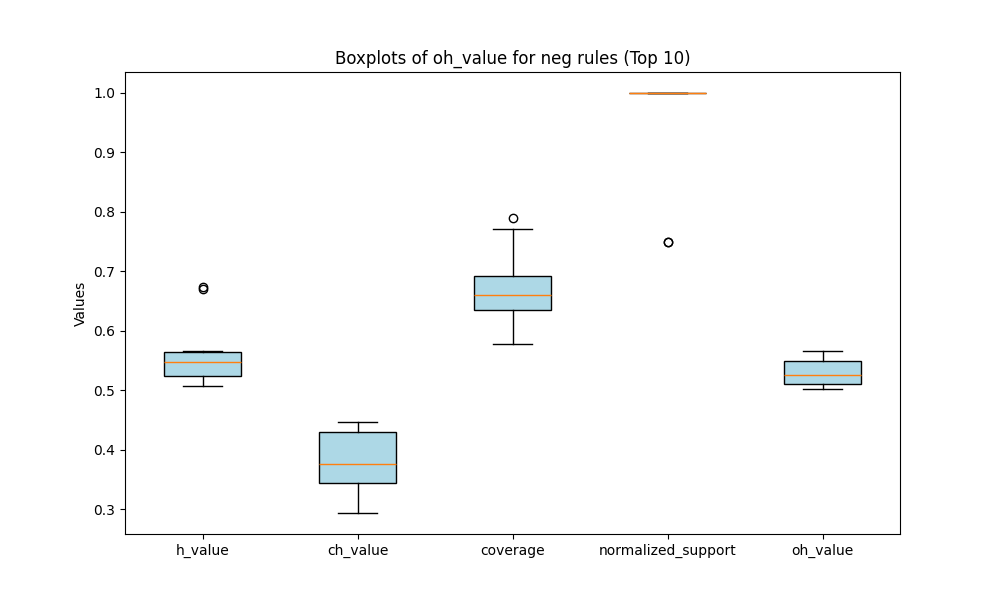 Boxplots of oh_value for neg rules (Top 10)
Values
1.0
0.9
0.8
0.7
0.6
0.5
0.4
0.3
h_value
ch_value
coverage
normalized_support
oh_value